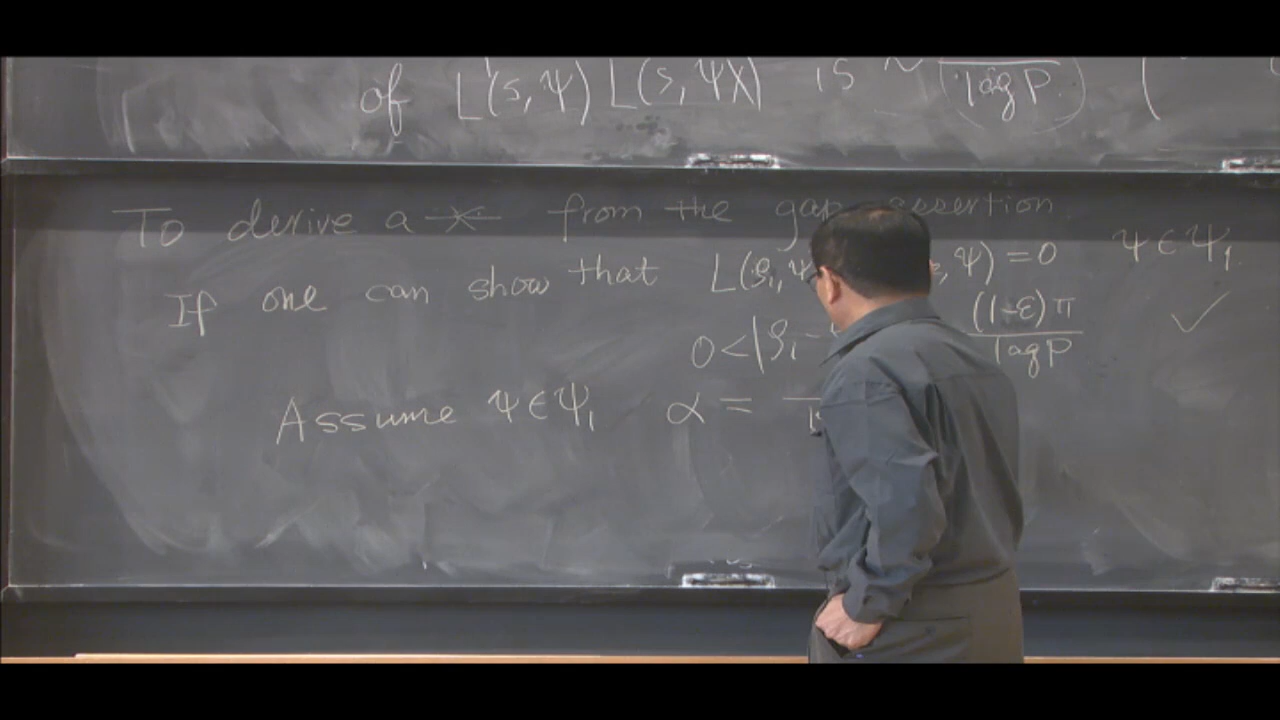 of L(s, ψ) L(s, ψχ) is ~ log P (
To derive a ※ from the gap assertion.
If one can show that L(ρ₁, ψ , ψ) = 0 ψ ∈ Ψ₁
0 < |ρ₁ - (1-ε)π / log P ✓
Assume ψ ∈ Ψ₁ α =